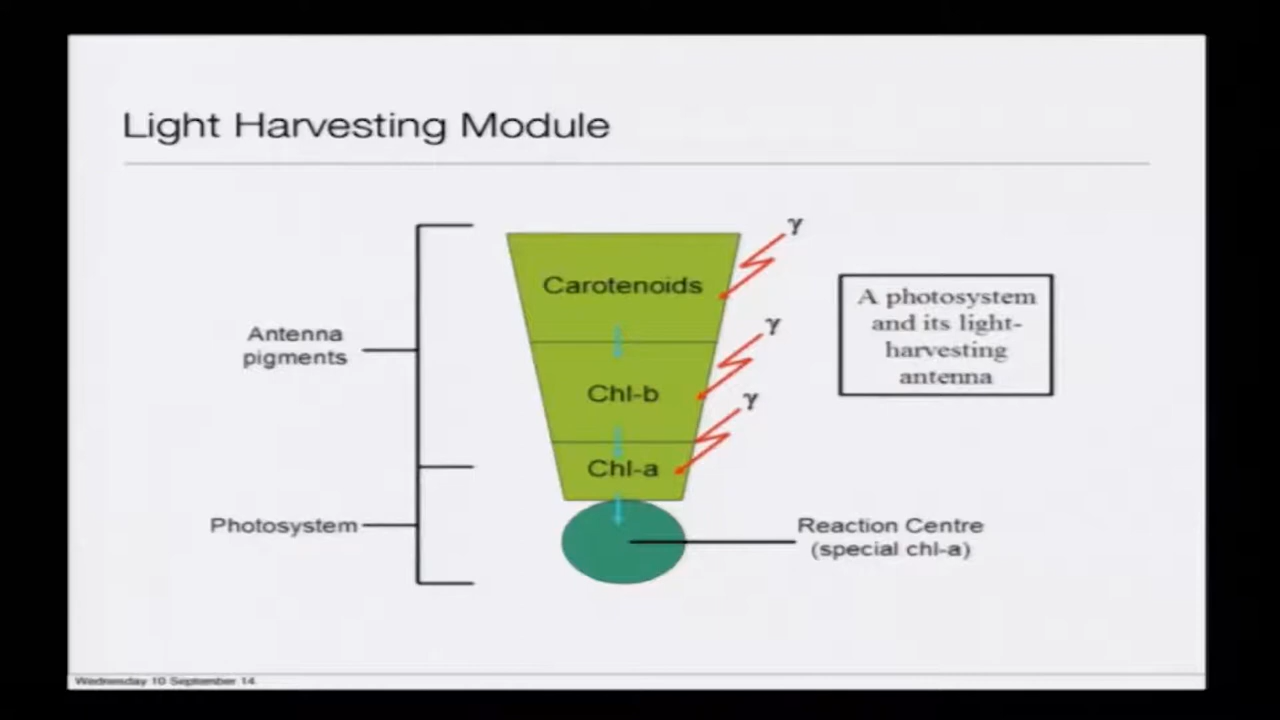 Light Harvesting Module
γ
Carotenoids
A photosystem
and its light-
harvesting
antenna
γ
Antenna
pigments
Chl-b
γ
Chl-a
Photosystem
Reaction Centre
(special chl-a)
Wednesday 10 September 14